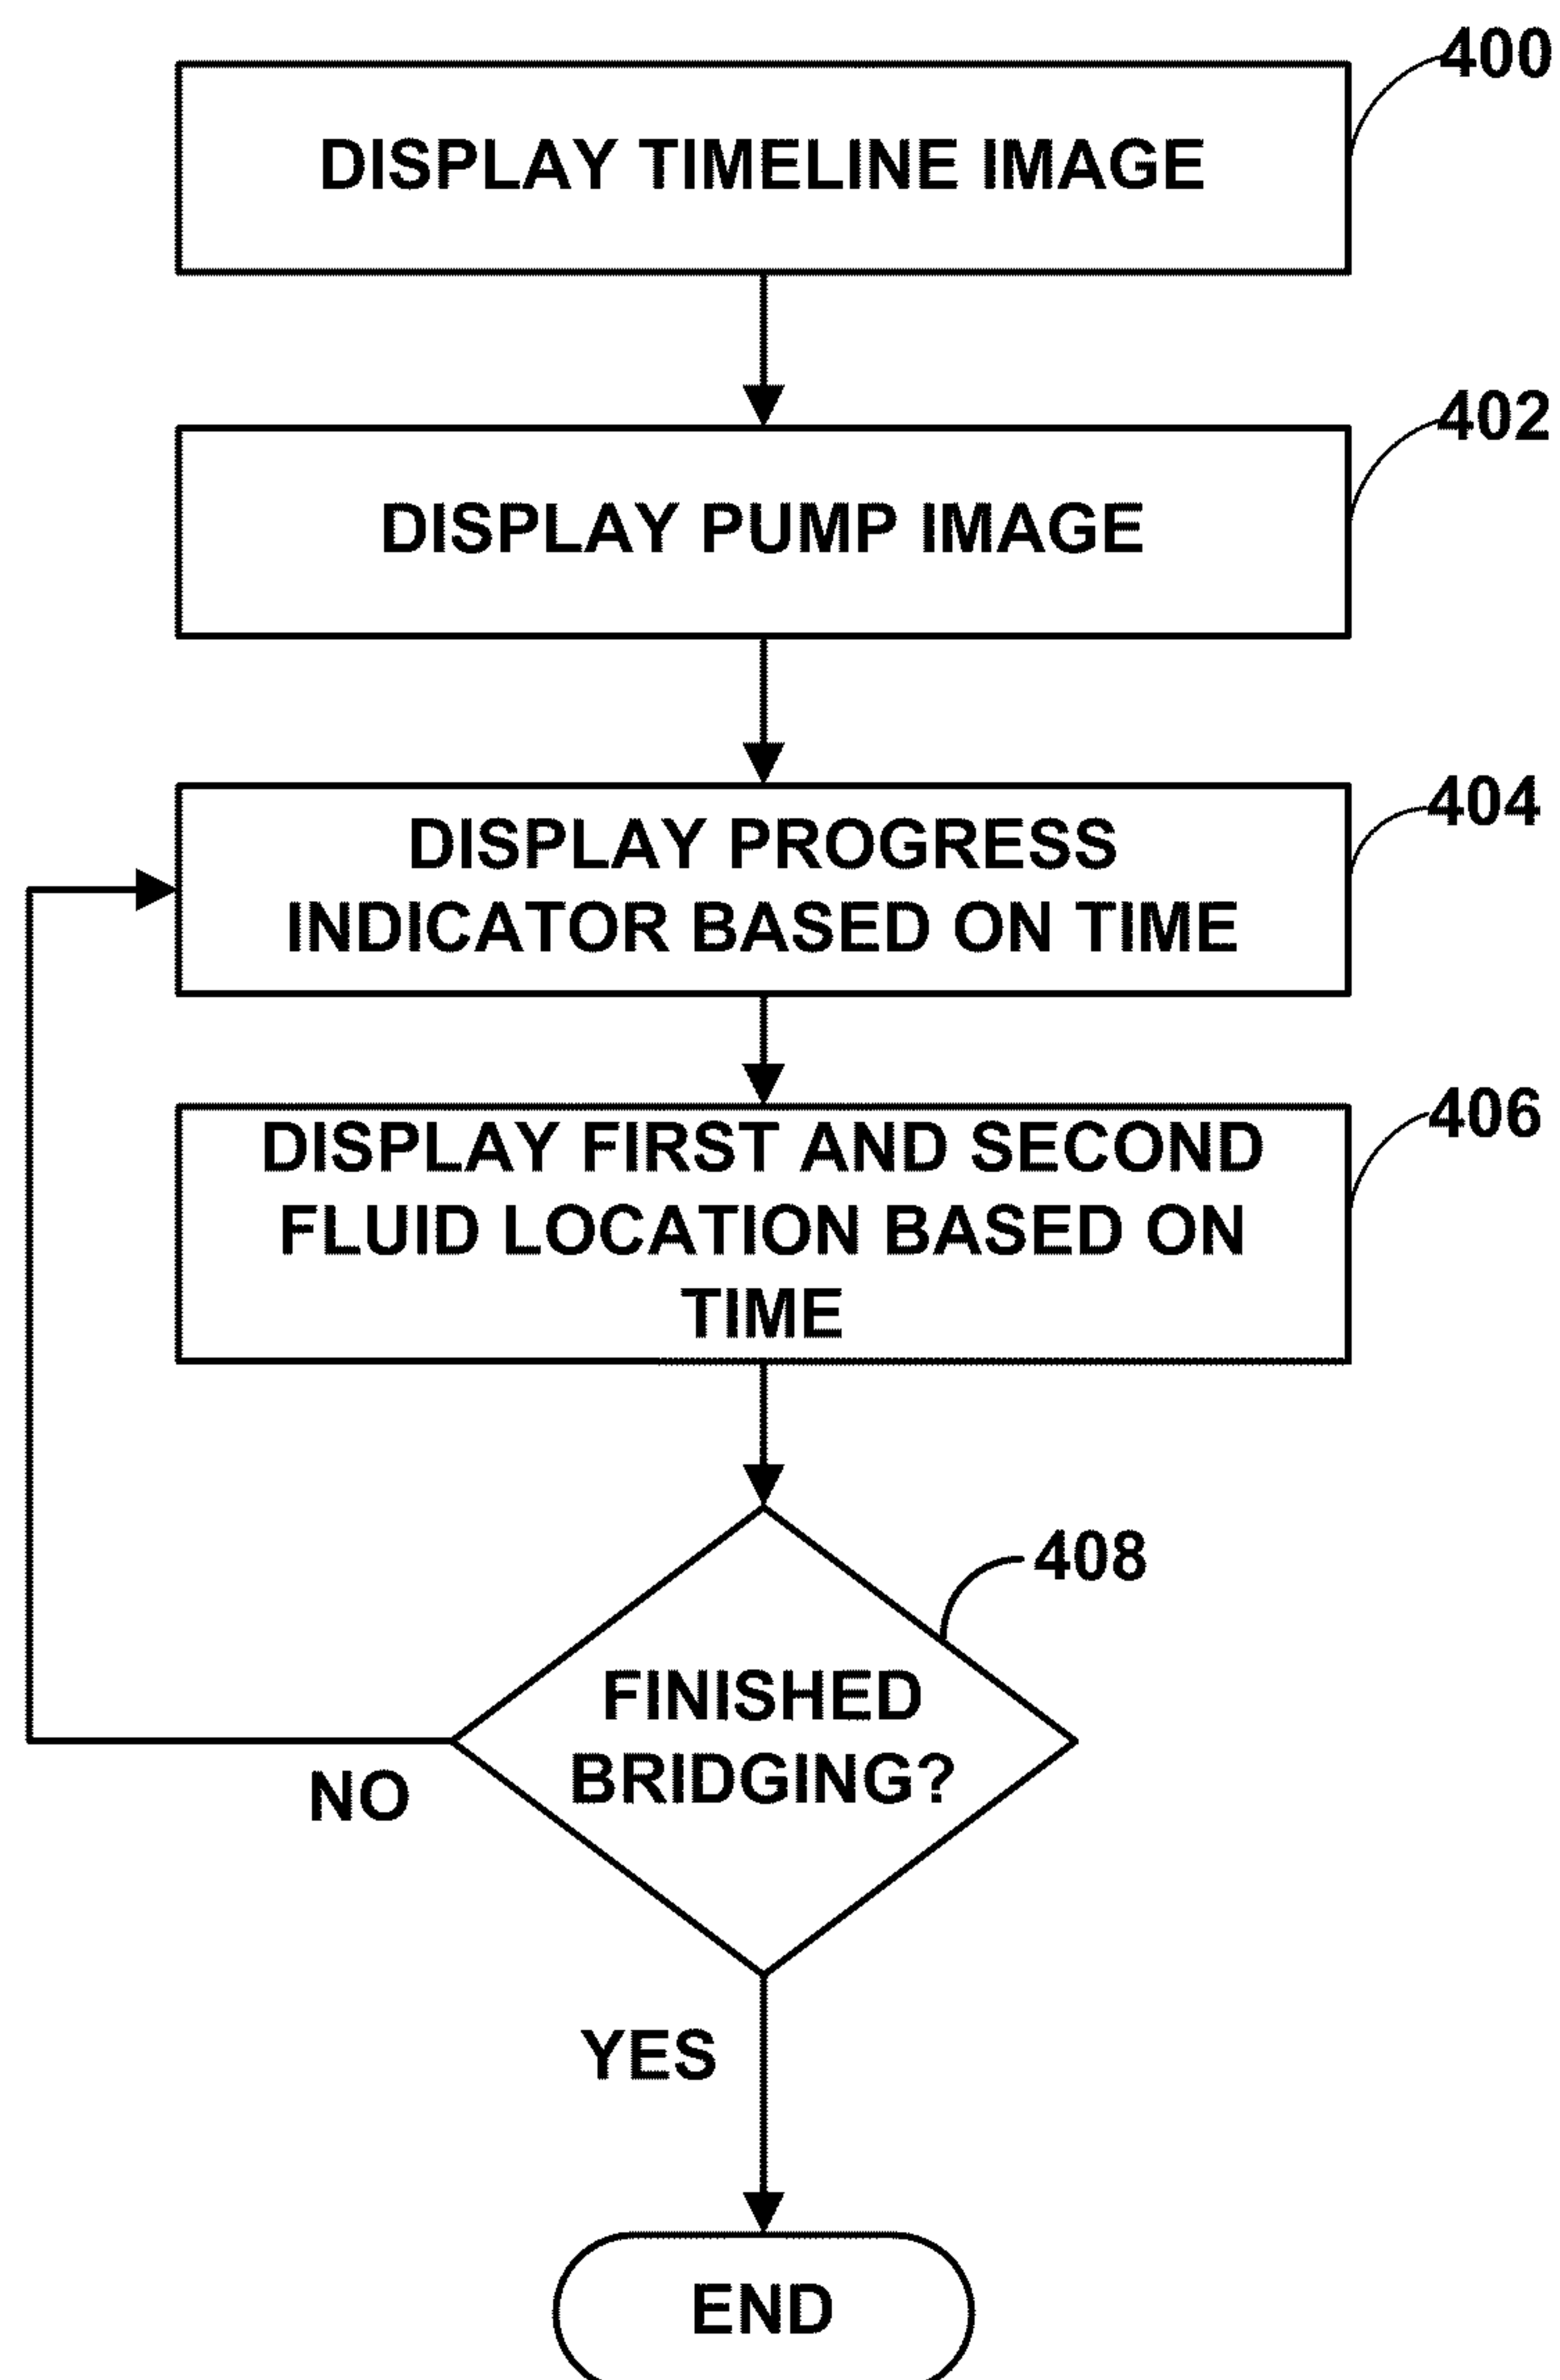 400
DISPLAY TIMELINE IMAGE
402
DISPLAY PUMP IMAGE
404
DISPLAY PROGRESS
INDICATOR BASED ON TIME
406
DISPLAY FIRST AND SECOND
FLUID LOCATION BASED ON
TIME
408
FINISHED
BRIDGING?
NO
YES
END